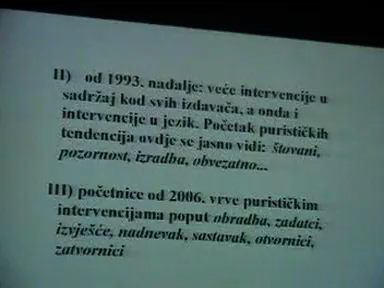 II) od 1993. nadalje: veće intervencije u
sadržaj kod svih izdavača, a onda i
intervencije u jezik. Početak purističkih
tendencija ovdje se jasno vidi: štovani,
pozornost, izradba, obvezatno...
III) početnice od 2006. vrve purističkim
intervencijama poput obradba, zadatci,
izvješće, nadnevak, sastavak, otvornici,
zatvornici